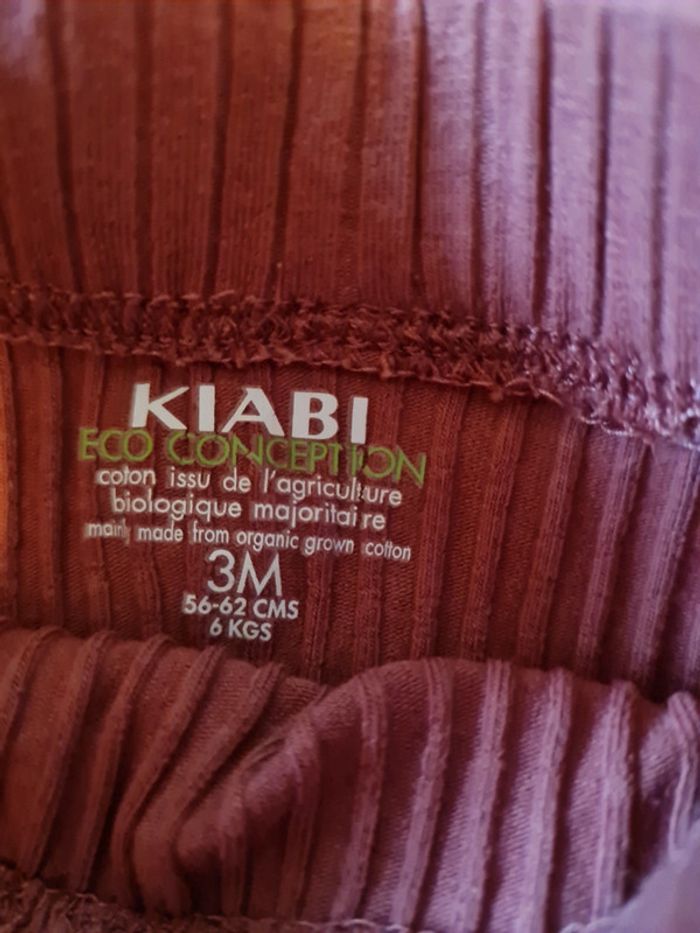 KIABI
ECO CONCEPTION
coton issu de l'agriculture
biologique majoritaire
mainly made from organic grown cotton
3M
56-62 CMS
6 KGS